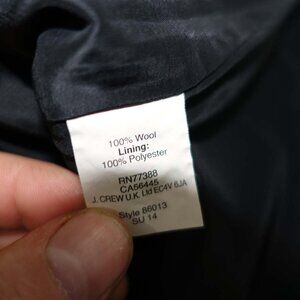 100% Wool
Lining:
100% Polyester
RN77388
CA56445
J. CREW U.K. Ltd EC4V 6JA
Style 86013
SU 14